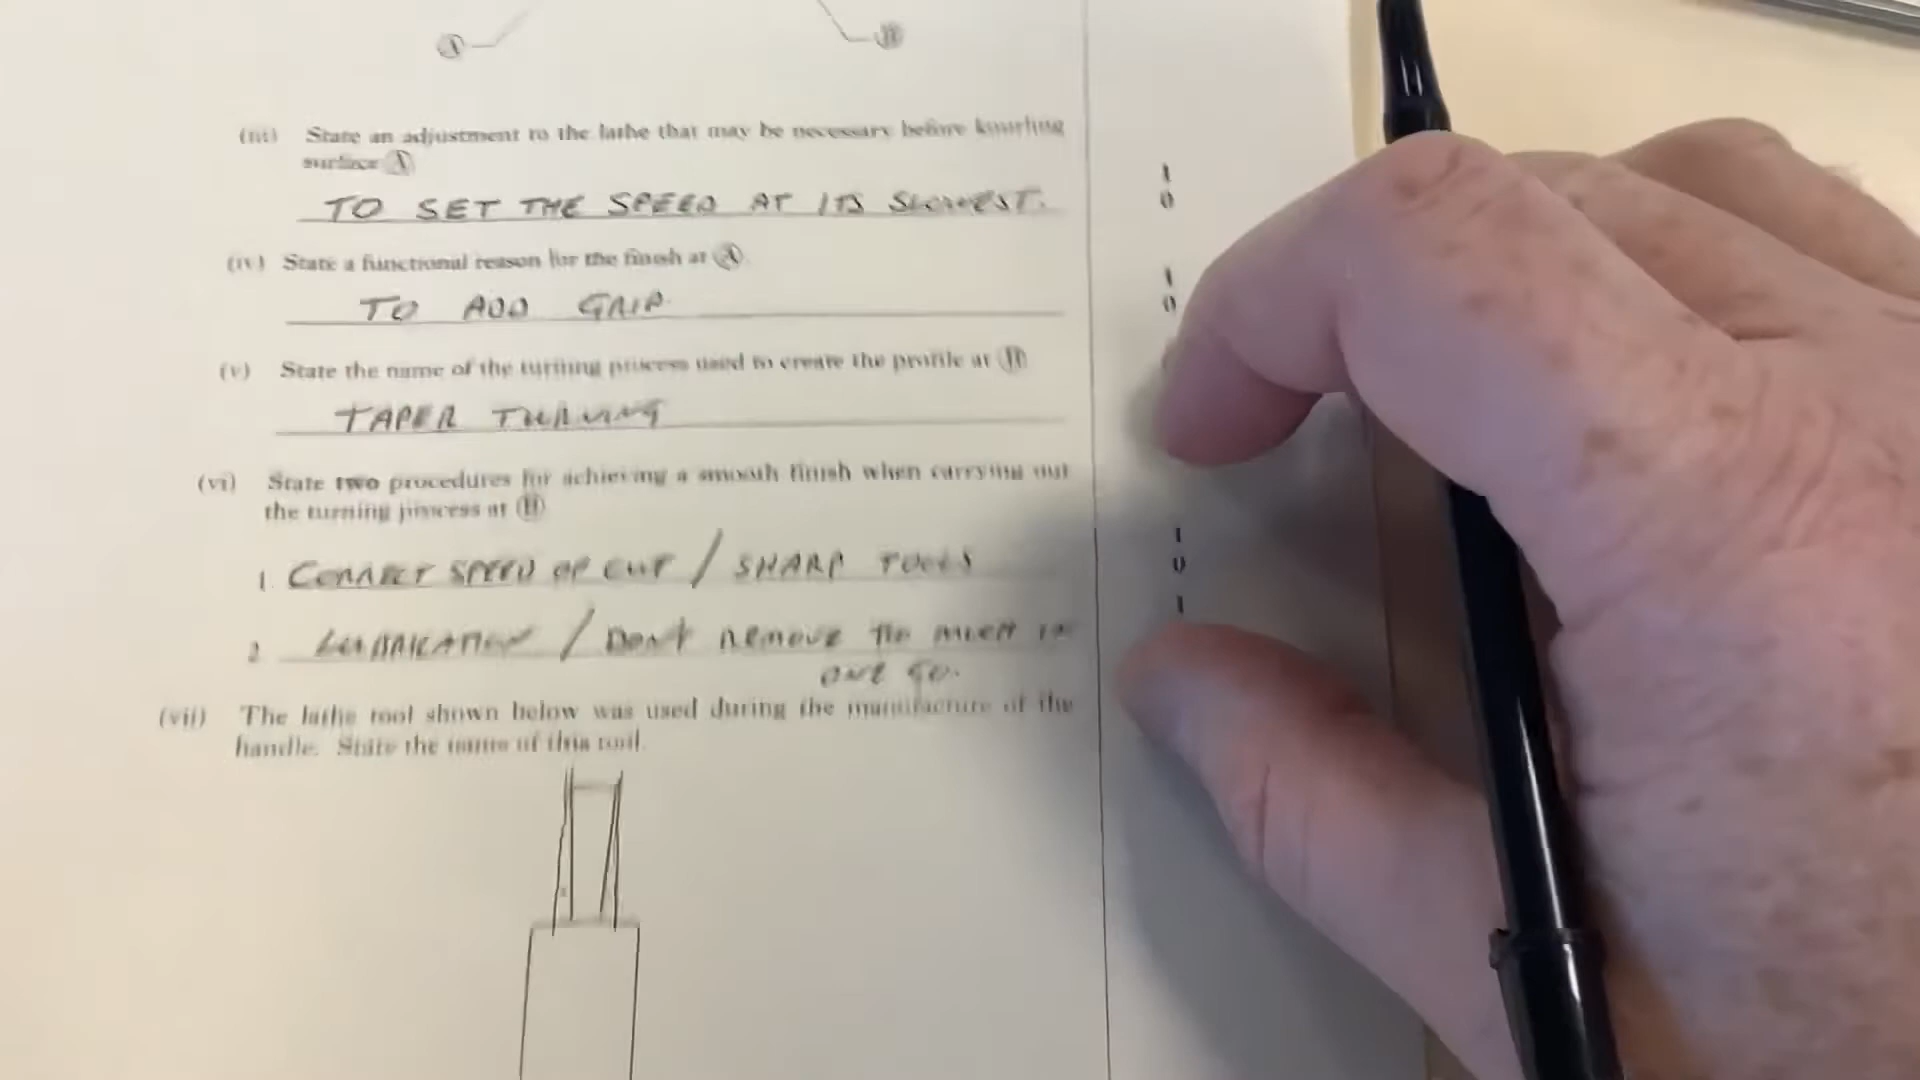 A B
(iii) State an adjustment to the lathe that may be necessary before knurling
surface A
TO SET THE SPEED AT ITS SLOWEST.
1
0
(iv) State a functional reason for the finish at A
TO ADD GRIP.
1
0
(v) State the name of the turning process used to create the profile at B
TAPER TURNING
(vi) State two procedures for achieving a smooth finish when carrying out
the turning process at B
1. CORRECT SPEED OF CUT / SHARP TOOLS
1
0
1
2 LUBRICATION / DON'T REMOVE TOO MUCH IN
ONE GO.
(vii) The lathe tool shown below was used during the manufacture of the
handle. State the name of this tool.